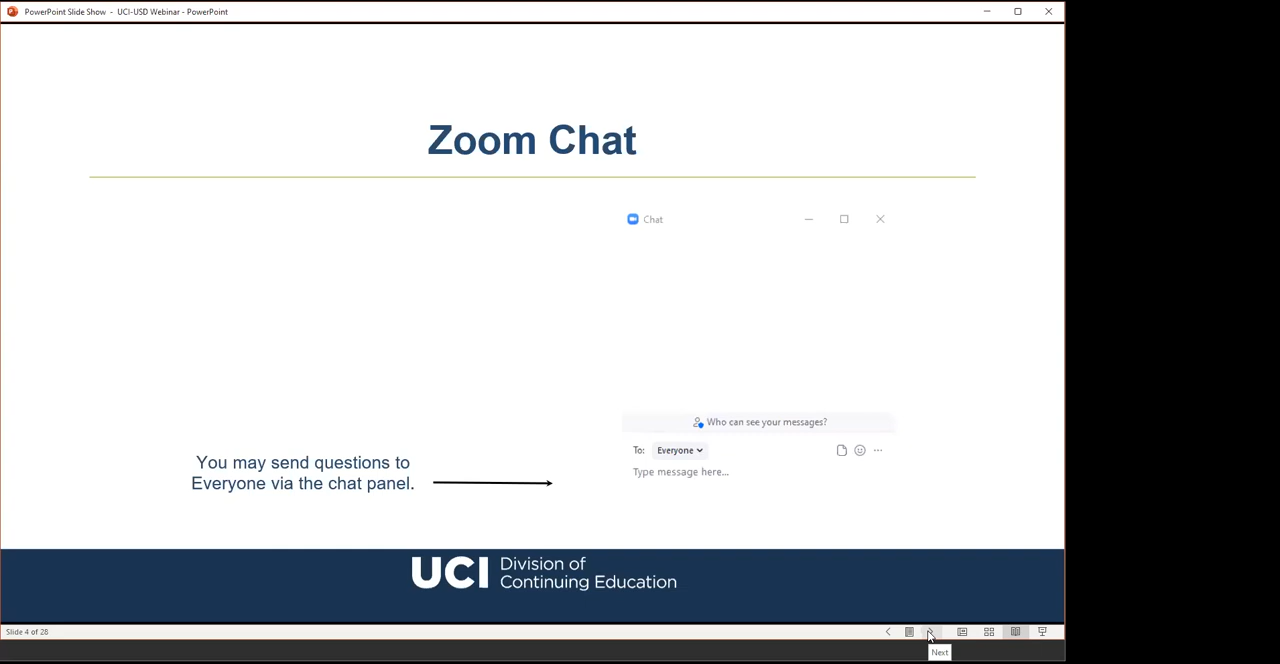 PowerPoint Slide Show - UCI-USD Webinar - PowerPoint
Zoom Chat
Chat
Who can see your messages?
To: Everyone
Type message here...
You may send questions to
Everyone via the chat panel.
UCI Division of
Continuing Education
Slide 4 of 28
Next